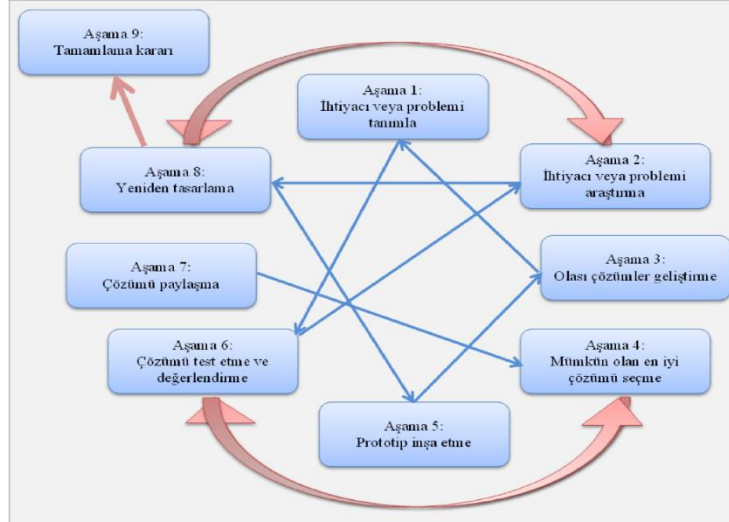 Aşama 9:
Tamamlama kararı
Aşama 1:
İhtiyacı veya problemi
tanımla
Aşama 8:
Yeniden tasarlama
Aşama 2:
İhtiyacı veya problemi
araştırma
Aşama 7:
Çözümü paylaşma
Aşama 3:
Olası çözümler geliştirme
Aşama 6:
Çözümü test etme ve
değerlendirme
Aşama 4:
Mümkün olan en iyi
çözümü seçme
Aşama 5:
Prototip inşa etme